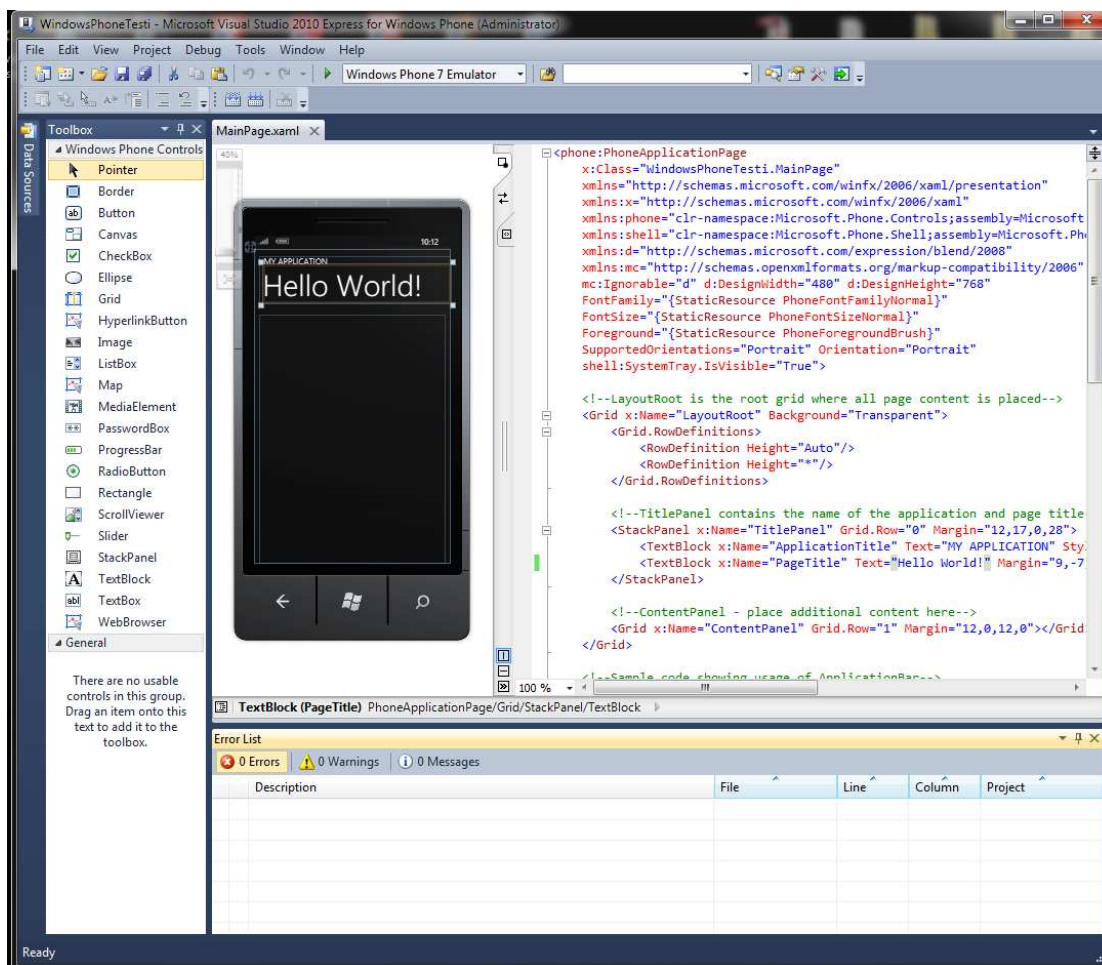 WindowsPhoneTesti - Microsoft Visual Studio 2010 Express for Windows Phone (Administrator)
File Edit View Project Debug Tools Window Help
Windows Phone 7 Emulator
Data Sources
Toolbox
Windows Phone Controls
Pointer
Border
Button
Canvas
CheckBox
Ellipse
Grid
HyperlinkButton
Image
ListBox
Map
MediaElement
PasswordBox
ProgressBar
RadioButton
Rectangle
ScrollViewer
Slider
StackPanel
TextBlock
TextBox
WebBrowser
General
There are no usable
controls in this group.
Drag an item onto this
text to add it to the
toolbox.
MainPage.xaml
40%
10:12
MY APPLICATION
Hello World!
<phone:PhoneApplicationPage
x:Class="WindowsPhoneTesti.MainPage"
xmlns="http://schemas.microsoft.com/winfx/2006/xaml/presentation"
xmlns:x="http://schemas.microsoft.com/winfx/2006/xaml"
xmlns:phone="clr-namespace:Microsoft.Phone.Controls;assembly=Microsoft
xmlns:shell="clr-namespace:Microsoft.Phone.Shell;assembly=Microsoft.Ph
xmlns:d="http://schemas.microsoft.com/expression/blend/2008"
xmlns:mc="http://schemas.openxmlformats.org/markup-compatibility/2006"
mc:Ignorable="d" d:DesignWidth="480" d:DesignHeight="768"
FontFamily="{StaticResource PhoneFontFamilyNormal}"
FontSize="{StaticResource PhoneFontSizeNormal}"
Foreground="{StaticResource PhoneForegroundBrush}"
SupportedOrientations="Portrait" Orientation="Portrait"
shell:SystemTray.IsVisible="True">
<!--LayoutRoot is the root grid where all page content is placed-->
<Grid x:Name="LayoutRoot" Background="Transparent">
<Grid.RowDefinitions>
<RowDefinition Height="Auto"/>
<RowDefinition Height="*"/>
</Grid.RowDefinitions>
<!--TitlePanel contains the name of the application and page title
<StackPanel x:Name="TitlePanel" Grid.Row="0" Margin="12,17,0,28">
<TextBlock x:Name="ApplicationTitle" Text="MY APPLICATION" Sty
<TextBlock x:Name="PageTitle" Text="Hello World!" Margin="9,-7
</StackPanel>
<!--ContentPanel - place additional content here-->
<Grid x:Name="ContentPanel" Grid.Row="1" Margin="12,0,12,0"></Grid
</Grid>
<!--Sample code showing usage of ApplicationBar-->
100 %
TextBlock (PageTitle) PhoneApplicationPage/Grid/StackPanel/TextBlock
Error List
0 Errors 0 Warnings 0 Messages
Description File Line Column Project
Ready